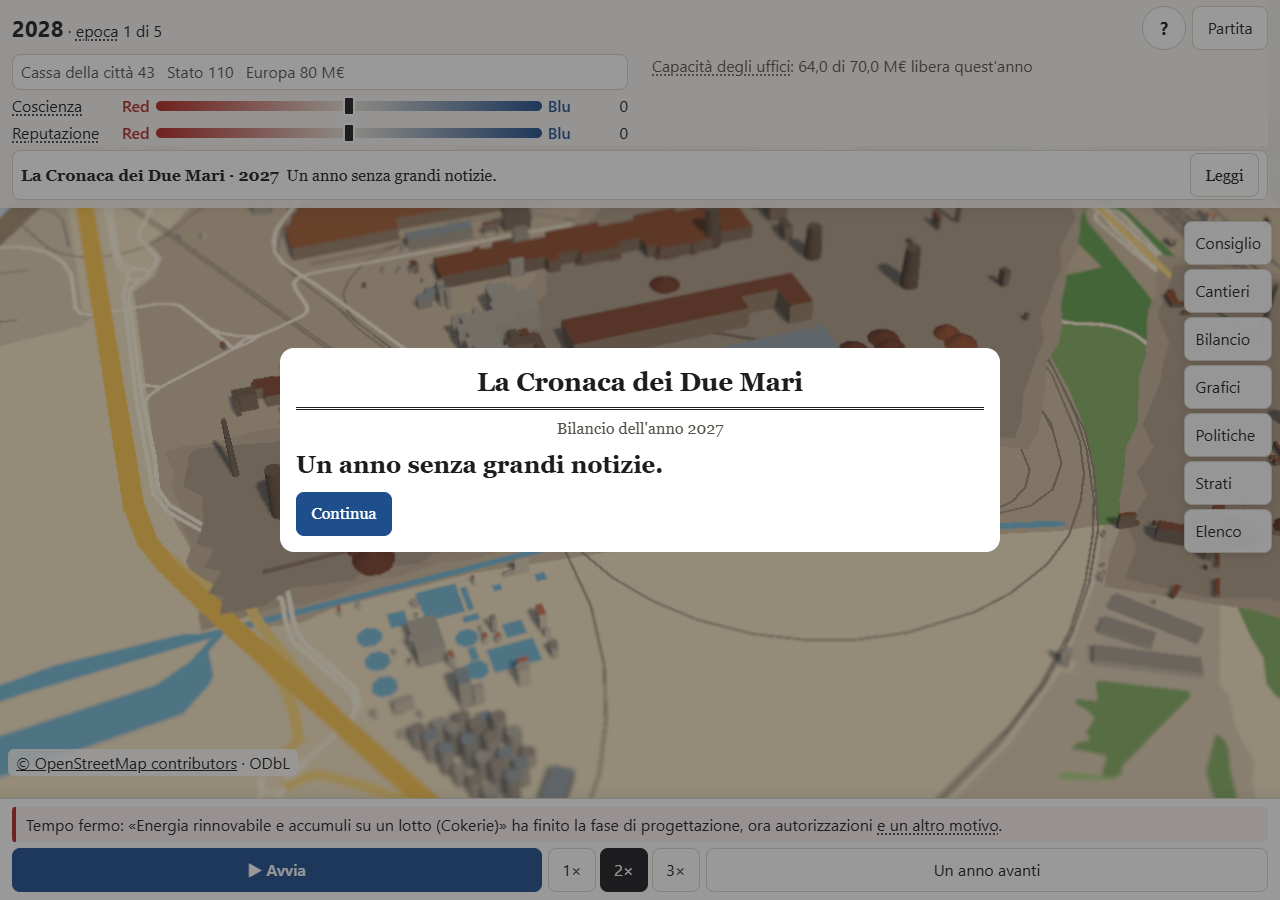 2028 · epoca 1 di 5
?
Partita
Cassa della città 43 Stato 110 Europa 80 M€
Capacità degli uffici: 64,0 di 70,0 M€ libera quest'anno
Coscienza Red Blu 0
Reputazione Red Blu 0
La Cronaca dei Due Mari · 2027 Un anno senza grandi notizie.
Leggi
Consiglio
Cantieri
Bilancio
Grafici
Politiche
Strati
Elenco
La Cronaca dei Due Mari
Bilancio dell'anno 2027
Un anno senza grandi notizie.
Continua
© OpenStreetMap contributors · ODbL
Tempo fermo: «Energia rinnovabile e accumuli su un lotto (Cokerie)» ha finito la fase di progettazione, ora autorizzazioni e un altro motivo.
▶ Avvia
1×
2×
3×
Un anno avanti